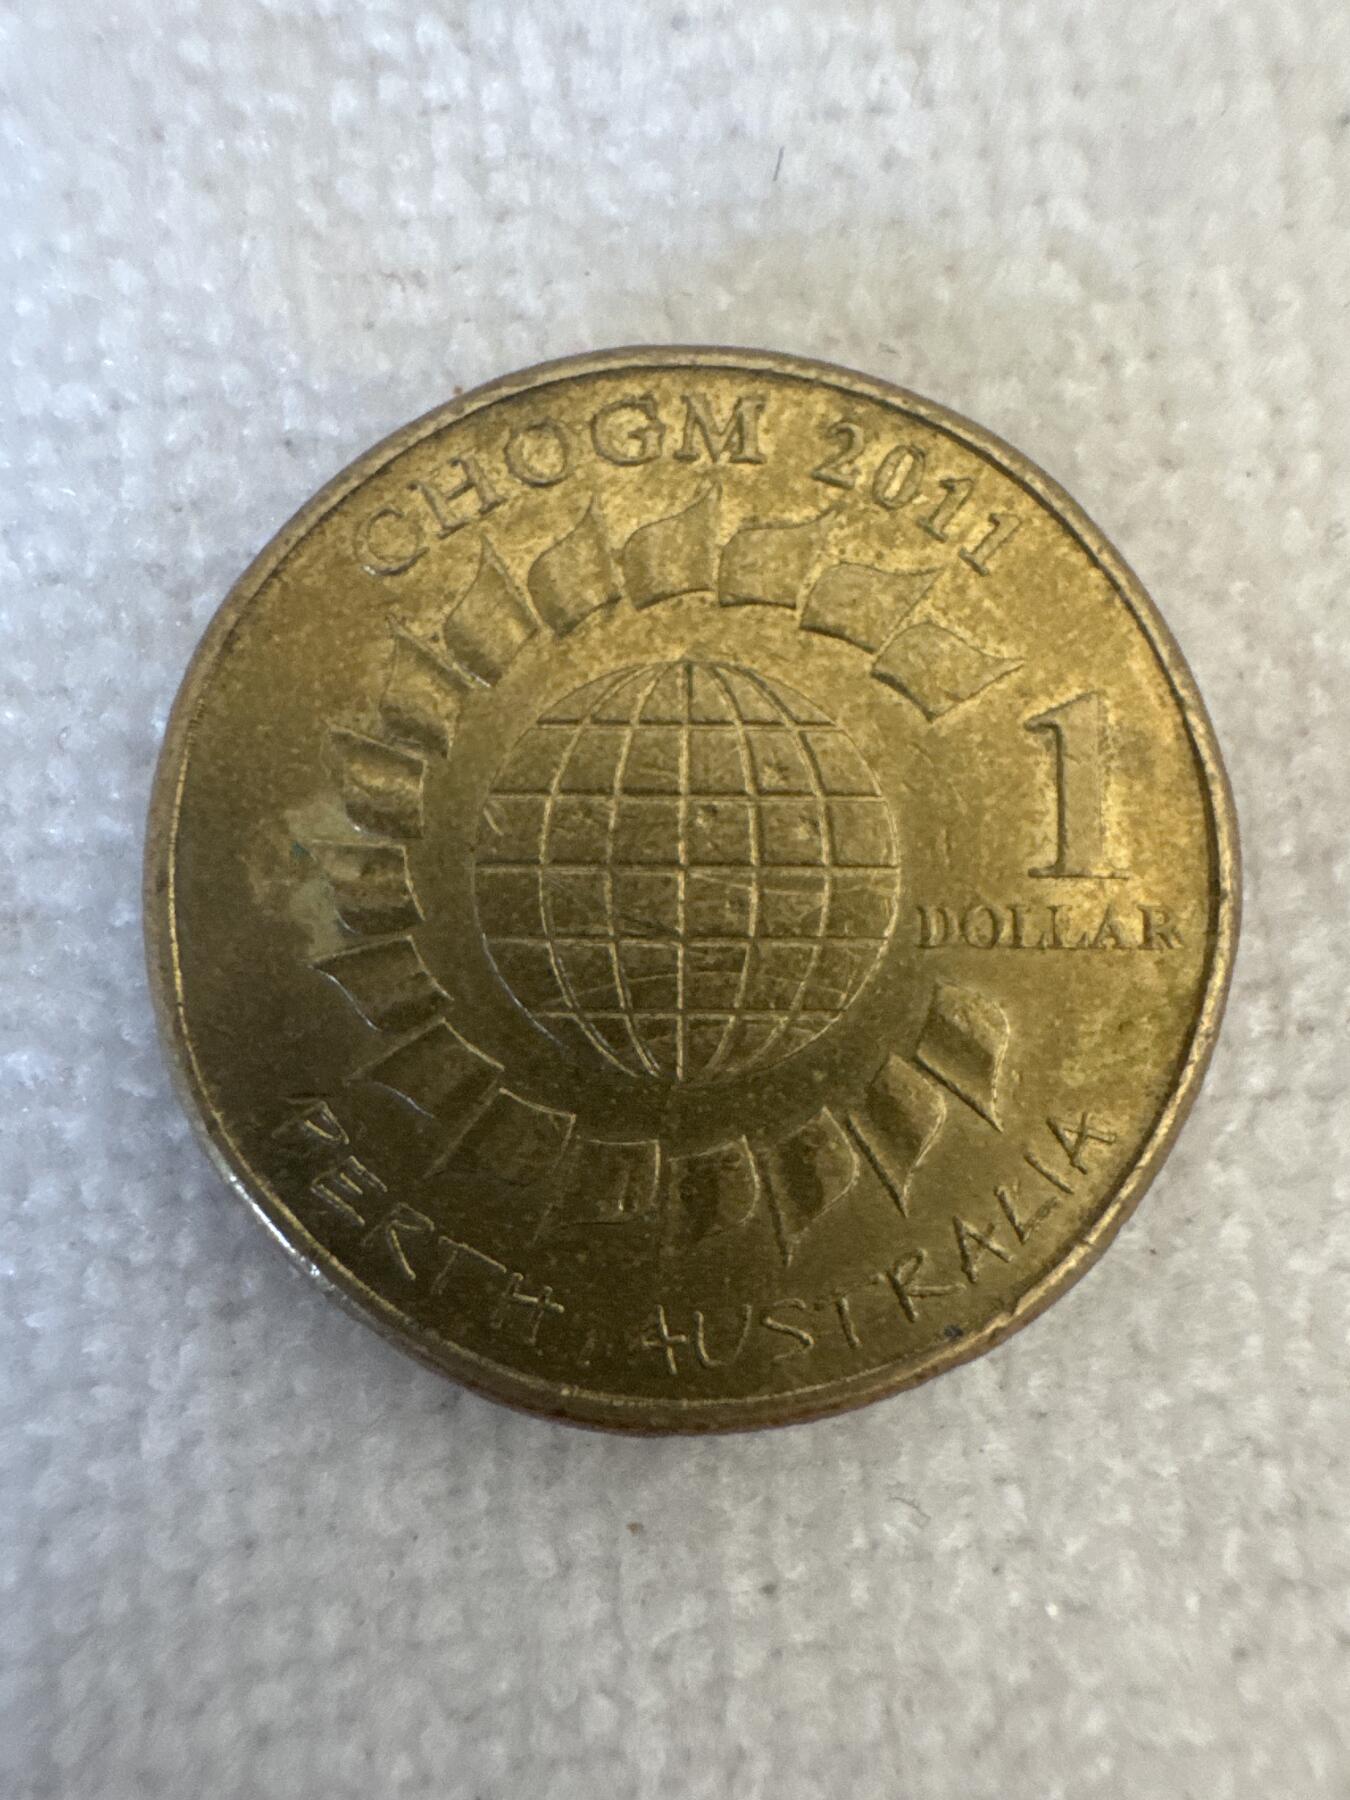 CHOGM 2011
1
DOLLAR
PERTH, AUSTRALIA